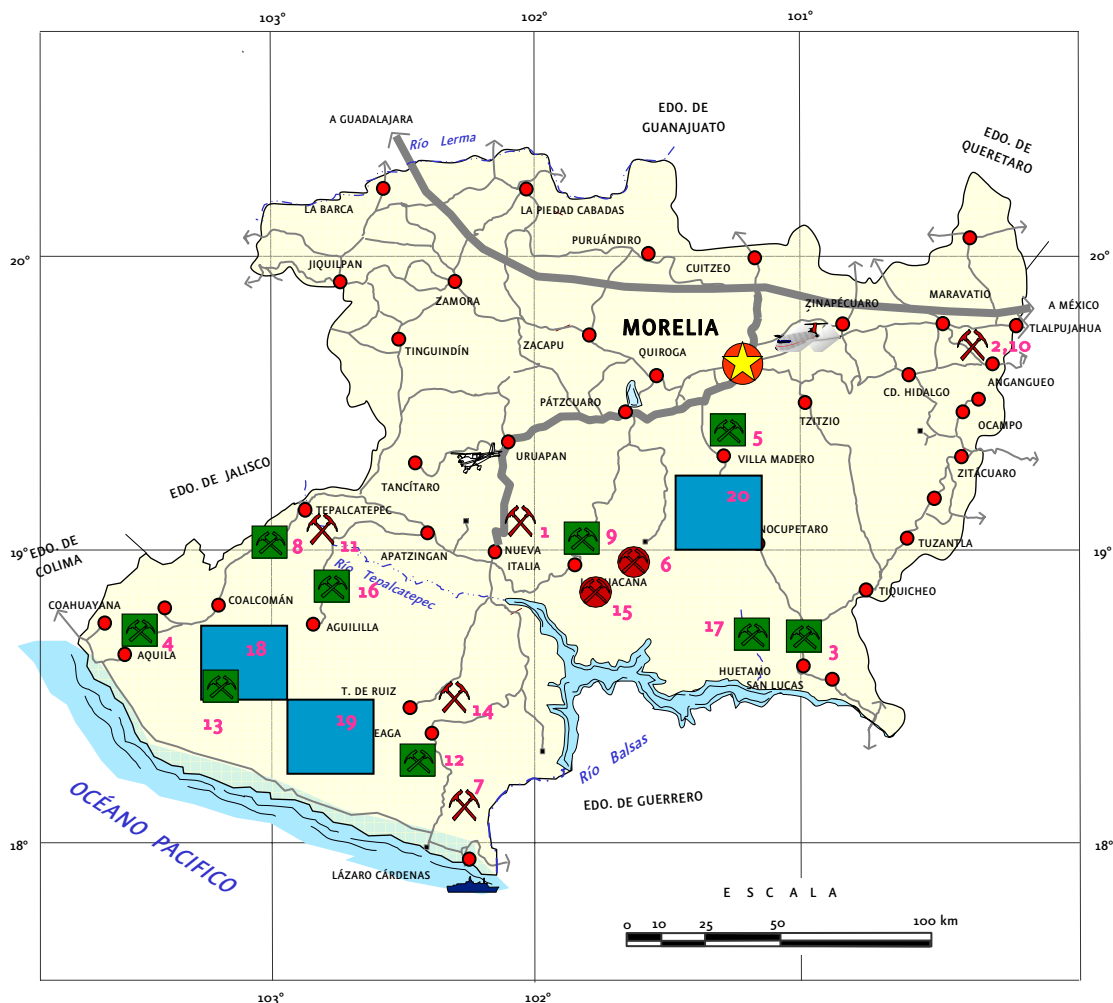 103°
102°
101°
EDO. DE
GUANAJUATO
A GUADALAJARA
Río Lerma
EDO. DE
QUERETARO
LA BARCA
LA PIEDAD CABADAS
PURUÁNDIRO
20°
20°
JIQUILPAN
CUITZEO
ZAMORA
ZINAPÉCUARO
MARAVATIO
A MÉXICO
TLALPUJAHUA
MORELIA
TINGUINDÍN
ZACAPU
QUIROGA
2,10
ANGANGUEO
CD. HIDALGO
PÁTZCUARO
TZITZIO
OCAMPO
5
URUAPAN
VILLA MADERO
ZITÁCUARO
EDO. DE JALISCO
TANCÍTARO
20
TEPALCATEPEC
1
9
NOCUPETARO
EDO. DE
COLIMA
8
11
APATZINGAN
NUEVA
ITALIA
19°
19°
TUZANTLA
6
Río Tepalcatepec
16
15
TIQUICHEO
COAHUAYANA
COALCOMÁN
AGUILILLA
17
3
4
AQUILA
18
HUETAMO
SAN LUCAS
T. DE RUIZ
14
13
19
EAGA
12
Río Balsas
7
EDO. DE GUERRERO
OCÉANO PACIFICO
18°
18°
LÁZARO CÁRDENAS
E S C A L A
0 10 25 50 100 km
103°
102°
101°